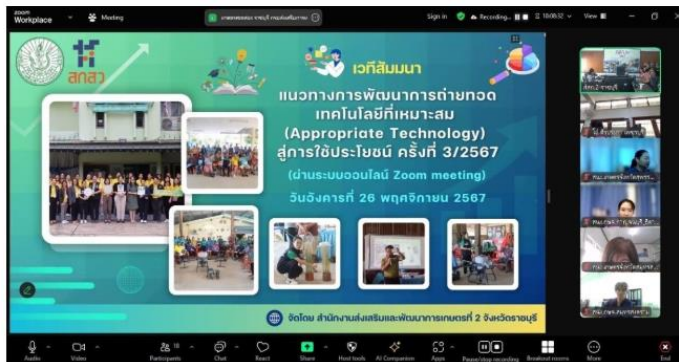 zoom
Workplace
Meeting
Sign in
Recording...
View
สกสว
เวทีสัมมนา
แนวทางการพัฒนาการถ่ายทอด
เทคโนโลยีที่เหมาะสม
(Appropriate Technology)
สู่การใช้ประโยชน์ ครั้งที่ 3/2567
(ผ่านระบบออนไลน์ Zoom meeting)
วันอังคารที่ 26 พฤศจิกายน 2567
จัดโดย สำนักงานส่งเสริมและพัฒนาการเกษตรที่ 2 จังหวัดราชบุรี
Audio
Video
Participants
Chat
React
Share
Host tools
AI Companion
Apps
Pause/stop recording
Breakout rooms
More
End